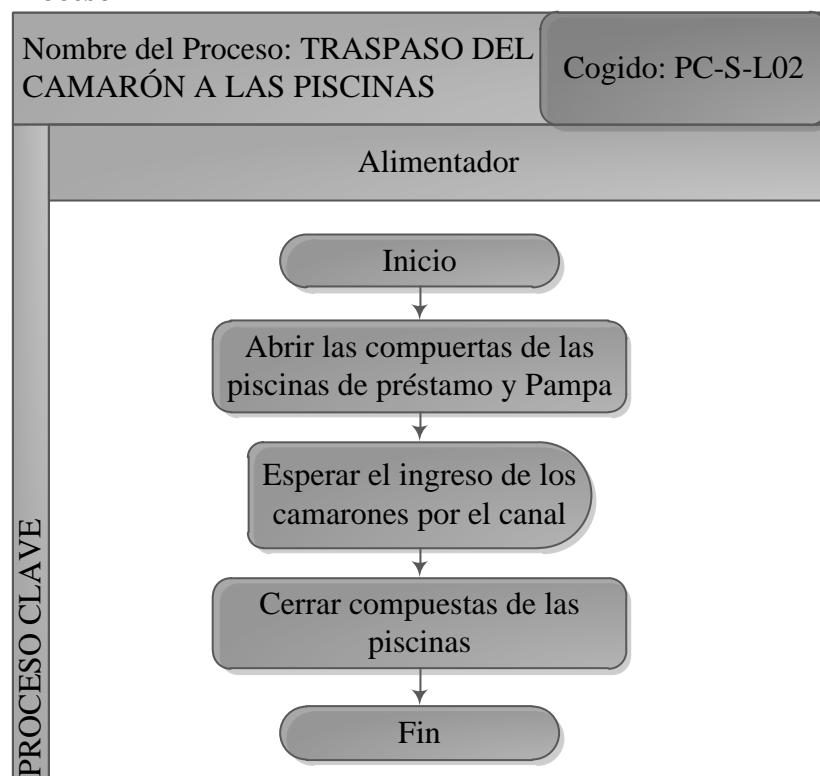 Nombre del Proceso: TRASPASO DEL
CAMARÓN A LAS PISCINAS
Cogido: PC-S-L02
Alimentador
PROCESO CLAVE
Inicio
Abrir las compuertas de las
piscinas de préstamo y Pampa
Esperar el ingreso de los
camarones por el canal
Cerrar compuestas de las
piscinas
Fin